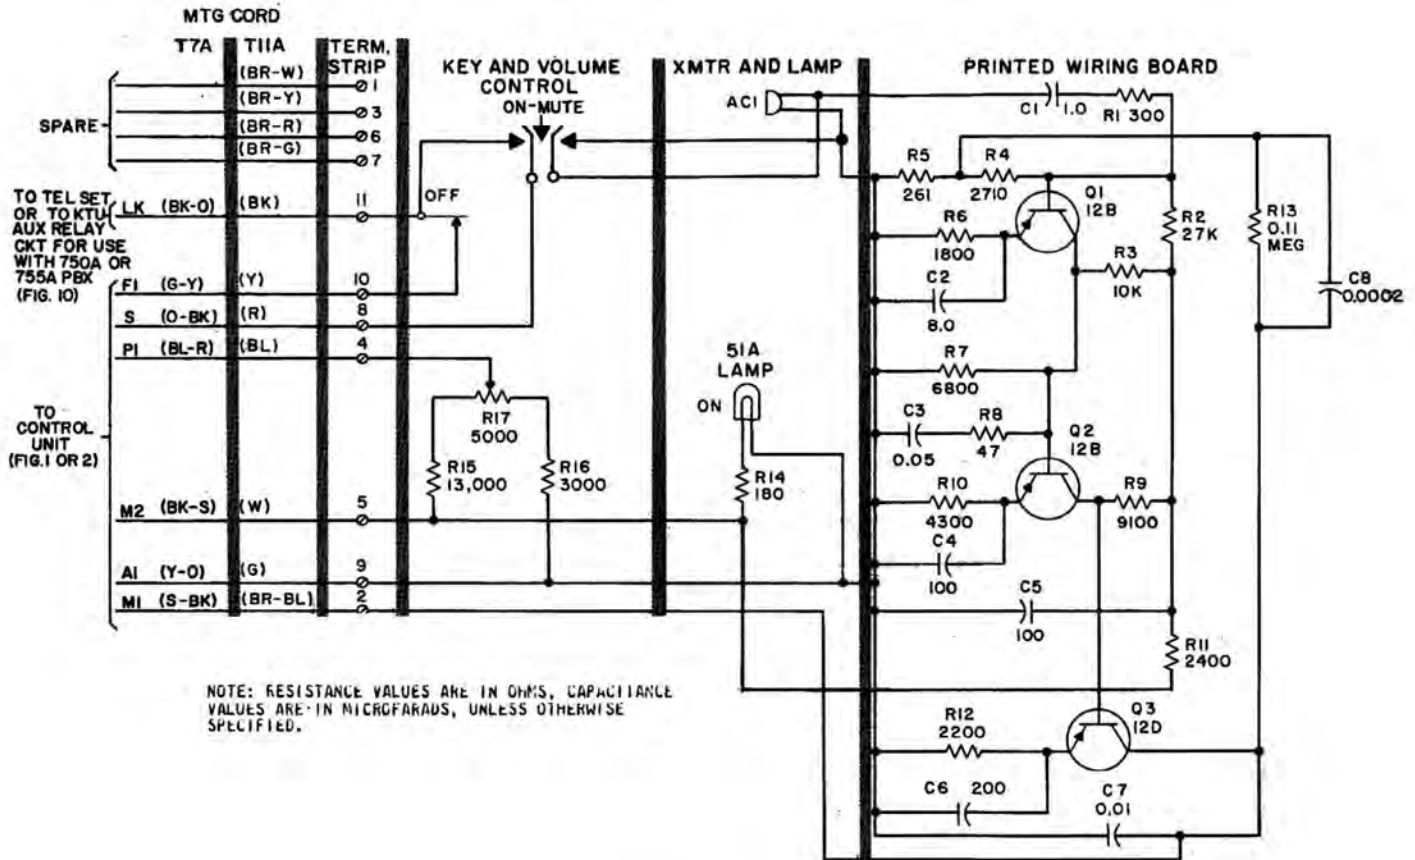 MTG CORD
T7A T11A TERM. STRIP
KEY AND VOLUME CONTROL
ON-MUTE
XMTR AND LAMP
PRINTED WIRING BOARD
SPARE
(BR-W) 1
(BR-Y) 3
(BR-R) 6
(BR-G) 7
TO TEL SET
OR TO KTU
AUX RELAY
CKT FOR USE
WITH 750A OR
755A PBX
(FIG. 10)
LK (BK-O) (BK) 11
OFF
F1 (G-Y) (Y) 10
S (O-BK) (R) 8
P1 (BL-R) (BL) 4
TO
CONTROL
UNIT
(FIG.1 OR 2)
M2 (BK-S) (W) 5
A1 (Y-O) (G) 9
M1 (S-BK) (BR-BL) 2
R17
5000
R15
13,000
R16
3000
AC1
51A
LAMP
ON
R14
180
C1 1.0
R1 300
R5
261
R4
2710
Q1
12B
R2
27K
R13
0.11
MEG
C8
0.0002
R6
1800
R3
10K
C2
8.0
R7
6800
C3
0.05
R8
47
Q2
12B
R10
4300
R9
9100
C4
100
C5
100
R11
2400
R12
2200
Q3
12D
C6 200
C7
0.01
NOTE: RESISTANCE VALUES ARE IN OHMS, CAPACITANCE
VALUES ARE IN MICROFARADS, UNLESS OTHERWISE
SPECIFIED.